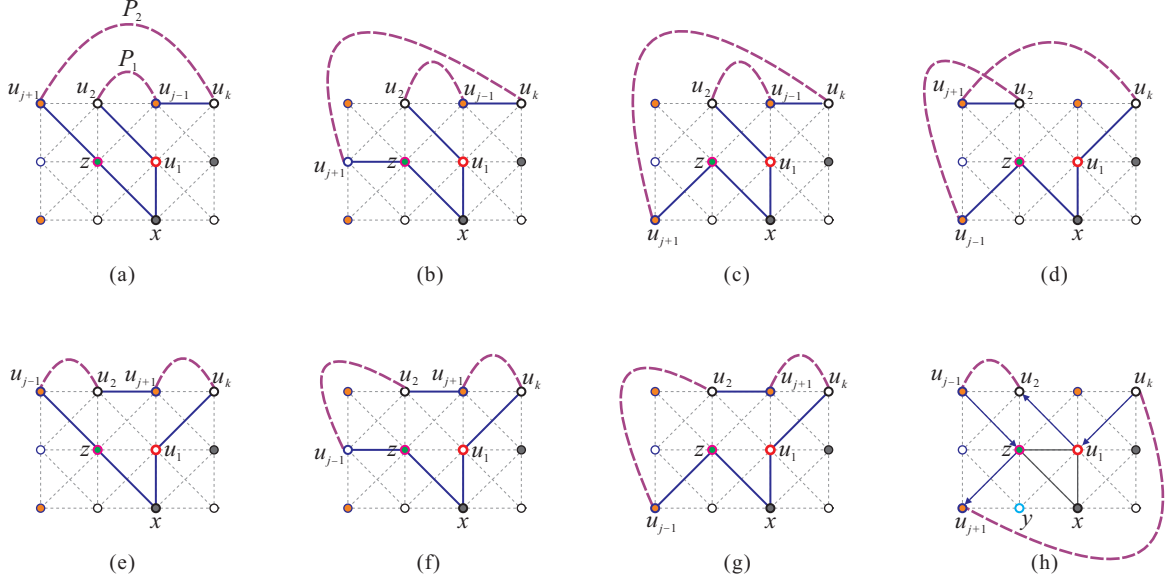 P₂
P₁
uⱼ₊₁ u₂ uⱼ₋₁ uₖ
z u₁
x
(a)
u₂ uⱼ₋₁ uₖ
uⱼ₊₁ z u₁
x
(b)
u₂ uⱼ₋₁ uₖ
z u₁
uⱼ₊₁ x
(c)
uⱼ₊₁ u₂ uₖ
z u₁
uⱼ₋₁ x
(d)
uⱼ₋₁ u₂ uⱼ₊₁ uₖ
z u₁
x
(e)
u₂ uⱼ₊₁ uₖ
uⱼ₋₁ z u₁
x
(f)
u₂ uⱼ₊₁ uₖ
z u₁
uⱼ₋₁ x
(g)
uⱼ₋₁ u₂ uₖ
z u₁
uⱼ₊₁ y x
(h)